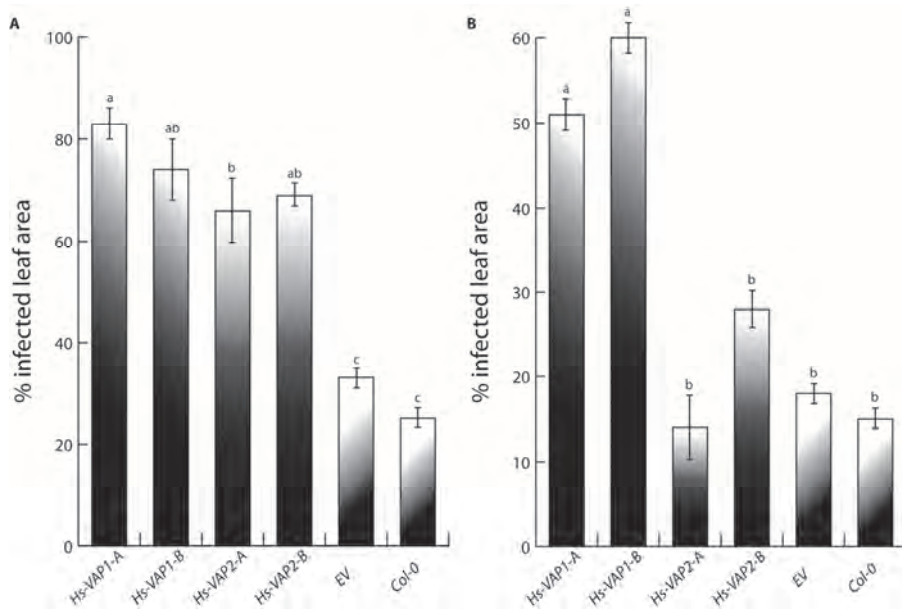 A
% infected leaf area
100
80
60
40
20
0
a
ab
b
ab
c
c
Hs-VAP1-A
Hs-VAP1-B
Hs-VAP2-A
Hs-VAP2-B
EV
Col-0
B
% infected leaf area
60
50
40
30
20
10
0
a
a
b
b
b
b
Hs-VAP1-A
Hs-VAP1-B
Hs-VAP2-A
Hs-VAP2-B
EV
Col-0